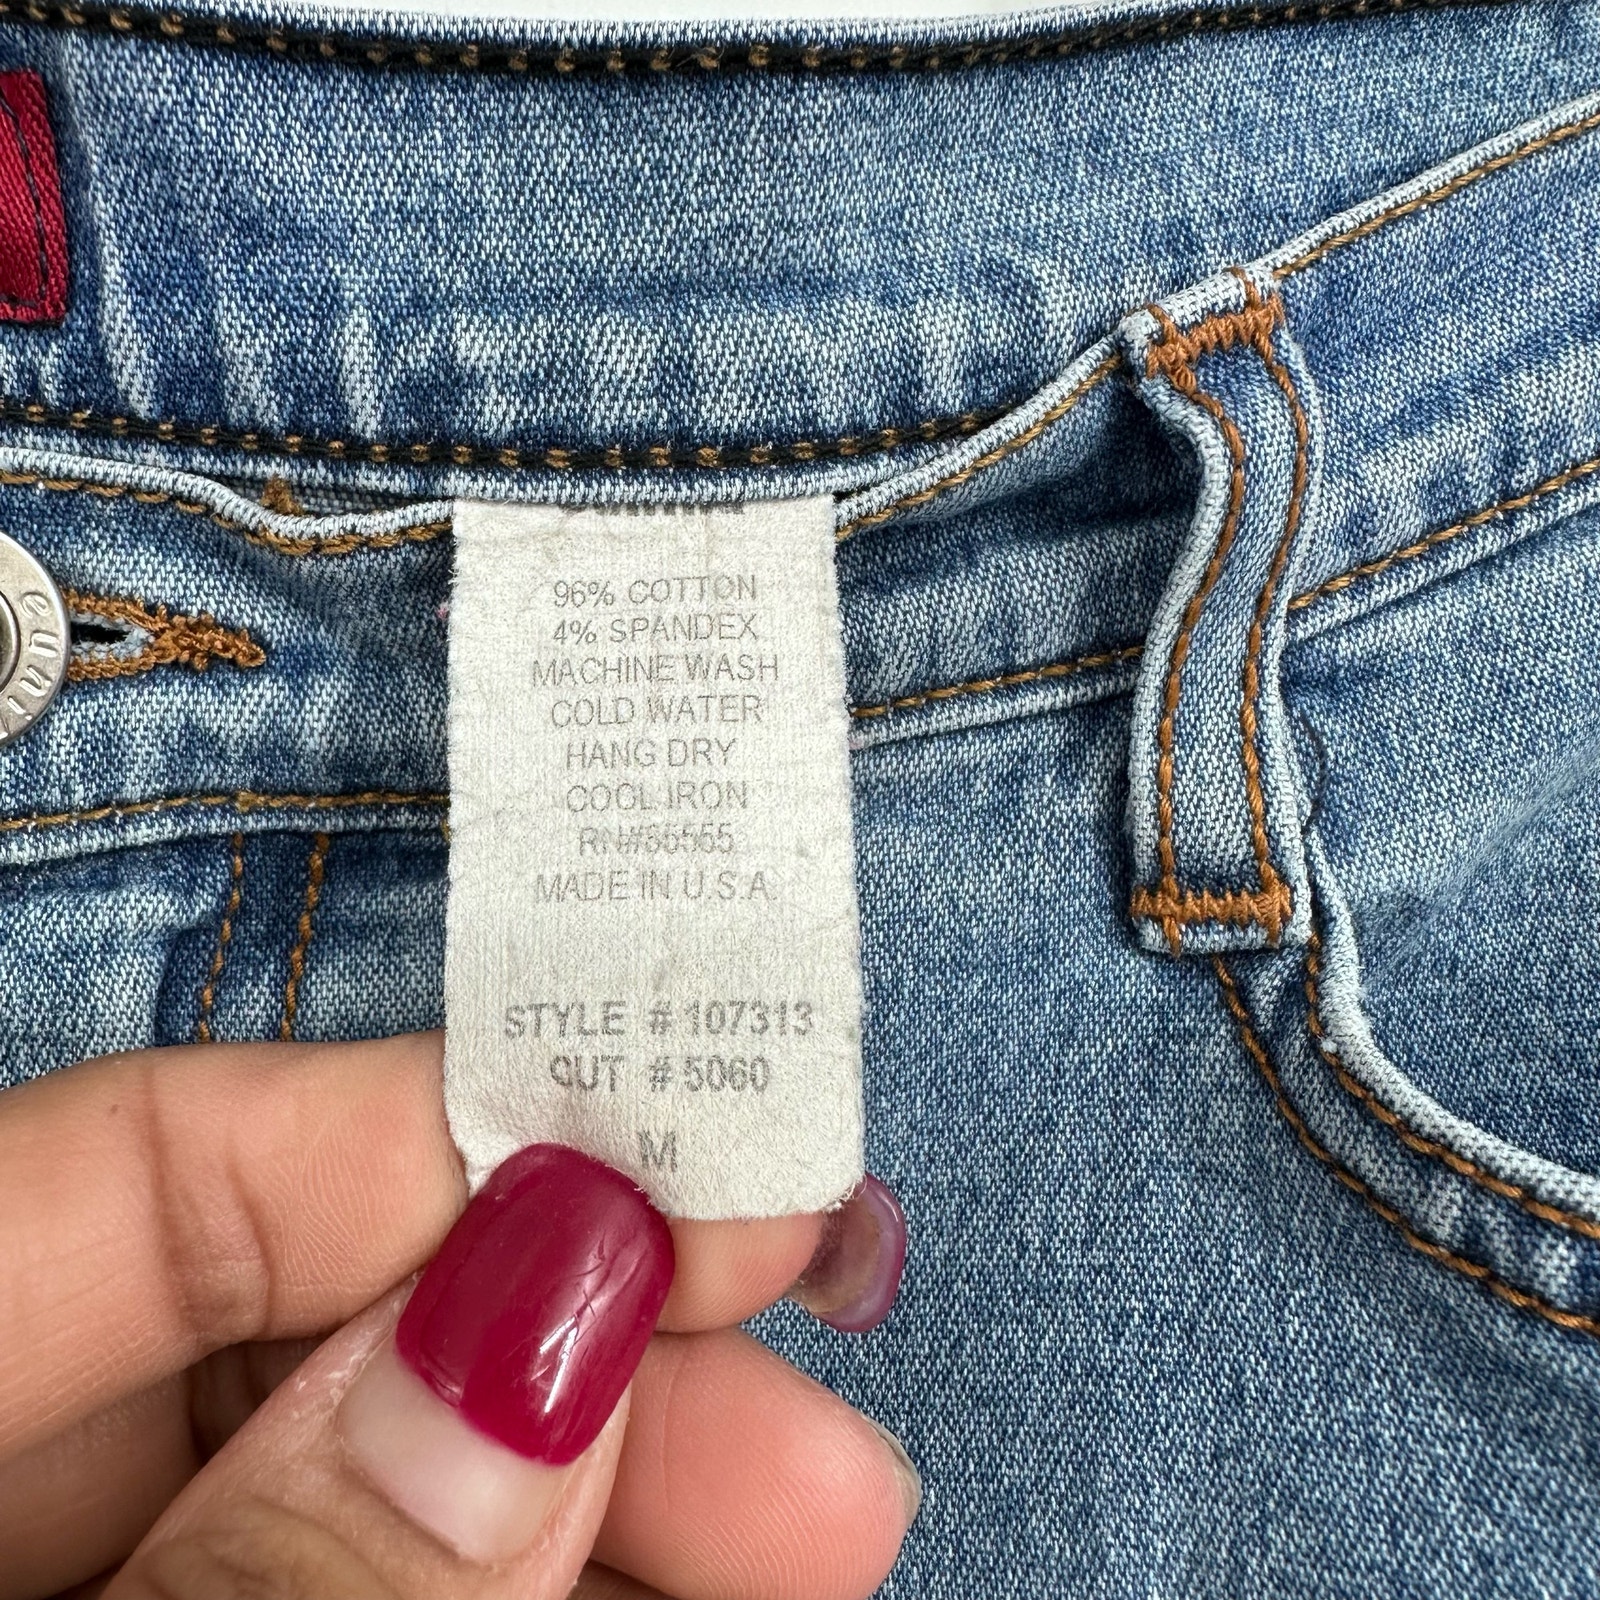 96% COTTON
4% SPANDEX
MACHINE WASH
COLD WATER
HANG DRY
COOL IRON
RN#55555
MADE IN U.S.A.
STYLE # 107313
CUT # 5060
M